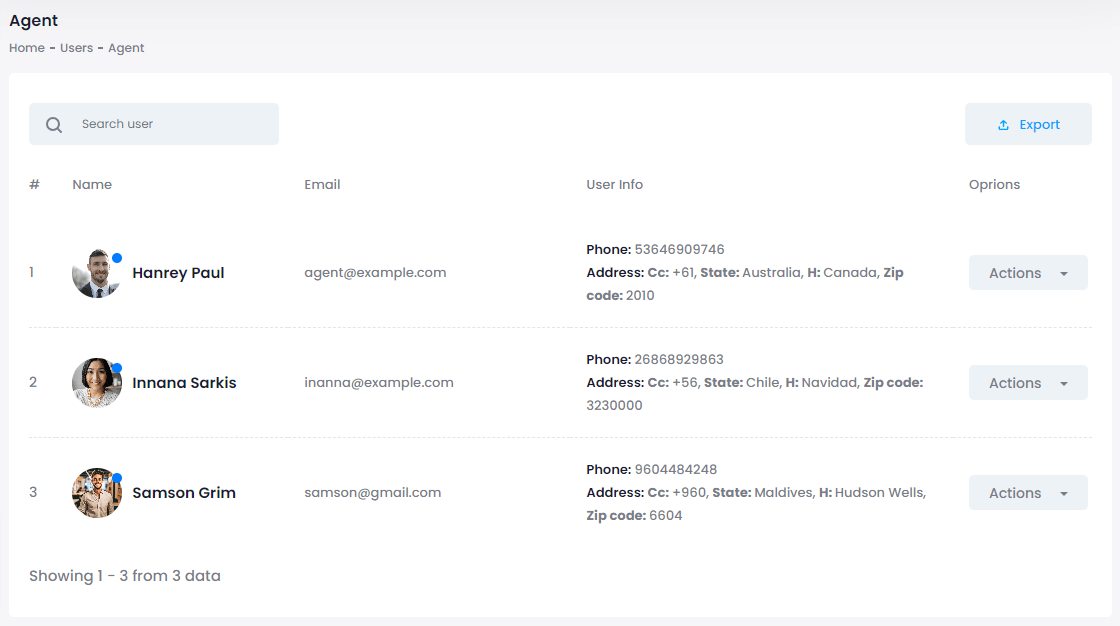 Agent
Home - Users - Agent
Search user
Export
# Name Email User Info Oprions
1 Hanrey Paul agent@example.com Phone: 53646909746
Address: Cc: +61, State: Australia, H: Canada, Zip
code: 2010
Actions
2 Innana Sarkis inanna@example.com Phone: 26868929863
Address: Cc: +56, State: Chile, H: Navidad, Zip code:
3230000
Actions
3 Samson Grim samson@gmail.com Phone: 9604484248
Address: Cc: +960, State: Maldives, H: Hudson Wells,
Zip code: 6604
Actions
Showing 1 - 3 from 3 data